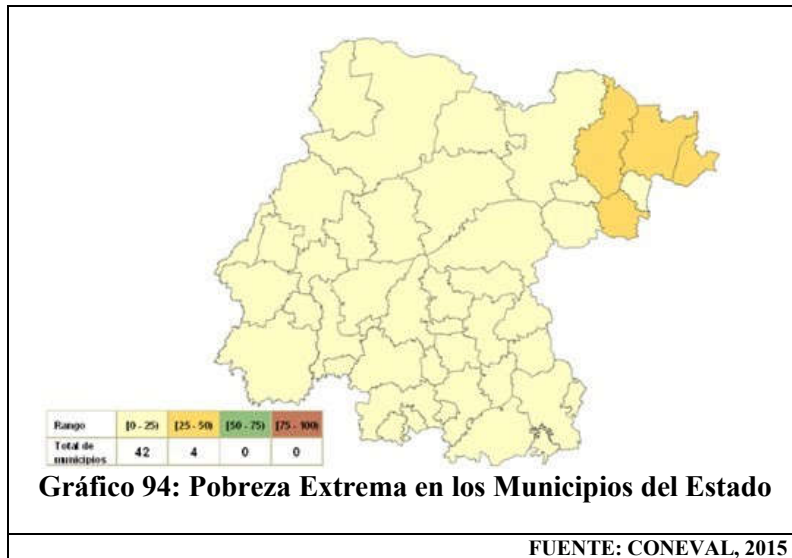 Rango [0 - 25) [25 - 50) [50 - 75) [75 - 100)
Total de municipios 42 4 0 0
Gráfico 94: Pobreza Extrema en los Municipios del Estado
FUENTE: CONEVAL, 2015